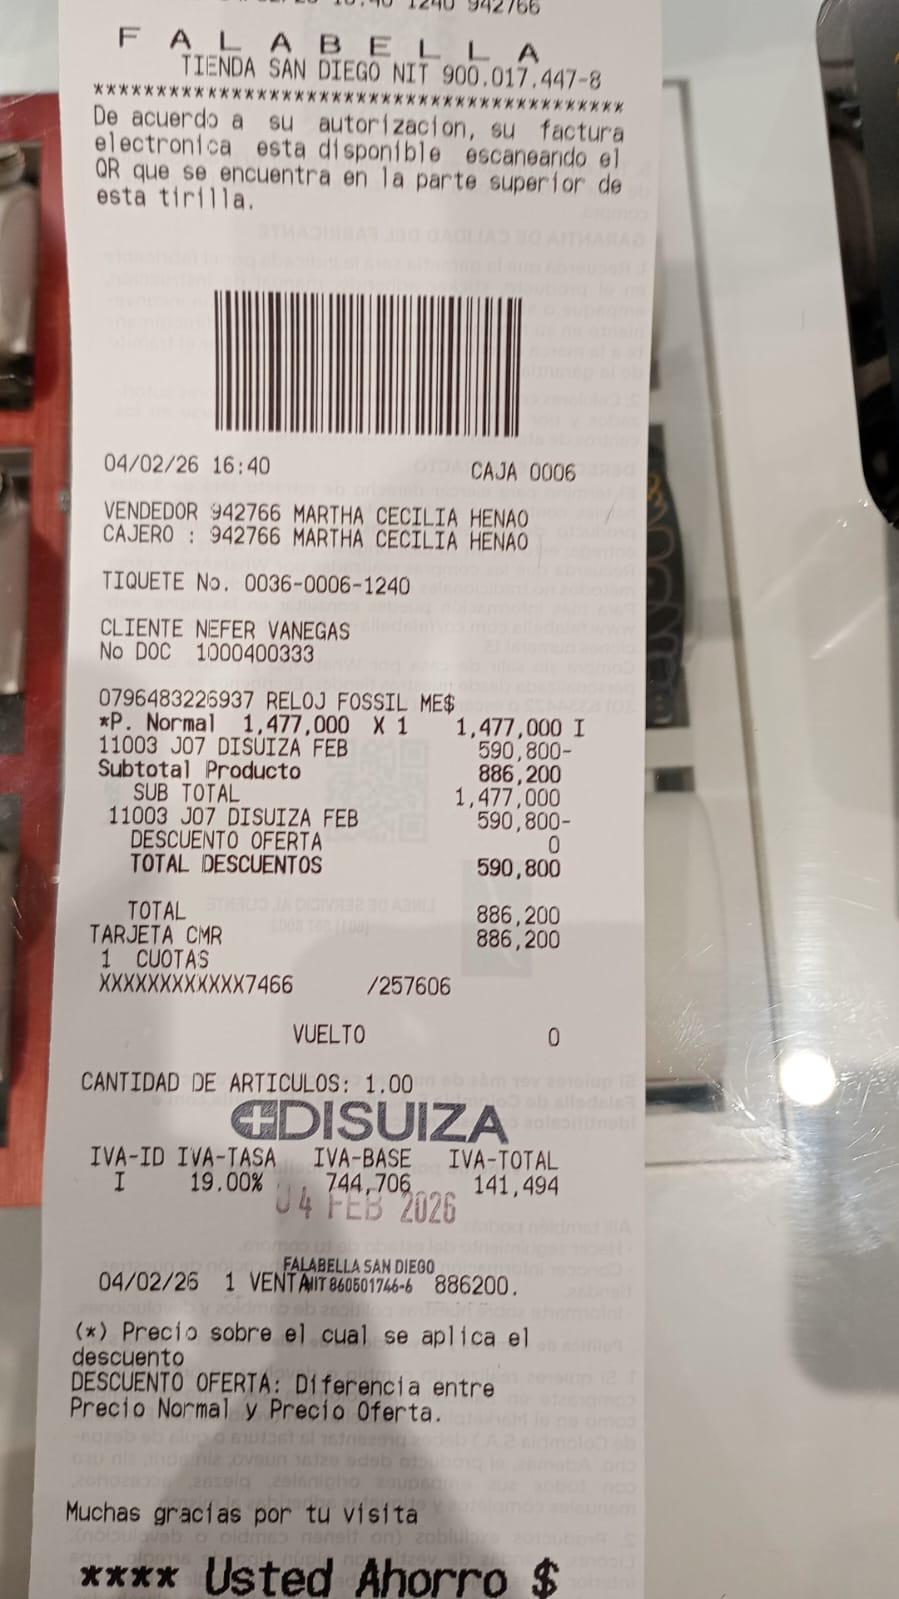 1240 942766
F A L A B E L L A
TIENDA SAN DIEGO NIT 900.017.447-8
******************************************
De acuerdo a su autorizacion, su factura
electronica esta disponible escaneando el
QR que se encuentra en la parte superior de
esta tirilla.
04/02/26 16:40 CAJA 0006
VENDEDOR 942766 MARTHA CECILIA HENAO
CAJERO : 942766 MARTHA CECILIA HENAO
TIQUETE No. 0036-0006-1240
CLIENTE NEFER VANEGAS
No DOC 1000400333
0796483226937 RELOJ FOSSIL ME$
*P. Normal 1,477,000 X 1 1,477,000 I
11003 J07 DISUIZA FEB 590,800-
Subtotal Producto 886,200
SUB TOTAL 1,477,000
11003 J07 DISUIZA FEB 590,800-
DESCUENTO OFERTA 0
TOTAL DESCUENTOS 590,800
TOTAL 886,200
TARJETA CMR 886,200
1 CUOTAS
XXXXXXXXXXXX7466 /257606
VUELTO 0
CANTIDAD DE ARTICULOS: 1.00
DISUIZA
IVA-ID IVA-TASA IVA-BASE IVA-TOTAL
I 19.00% 744,706 141,494
04 FEB 2026
FALABELLA SAN DIEGO
04/02/26 1 VENTA NIT 860501746-6 886200.
(*) Precio sobre el cual se aplica el
descuento
DESCUENTO OFERTA: Diferencia entre
Precio Normal y Precio Oferta.
Muchas gracias por tu visita
**** Usted Ahorro $